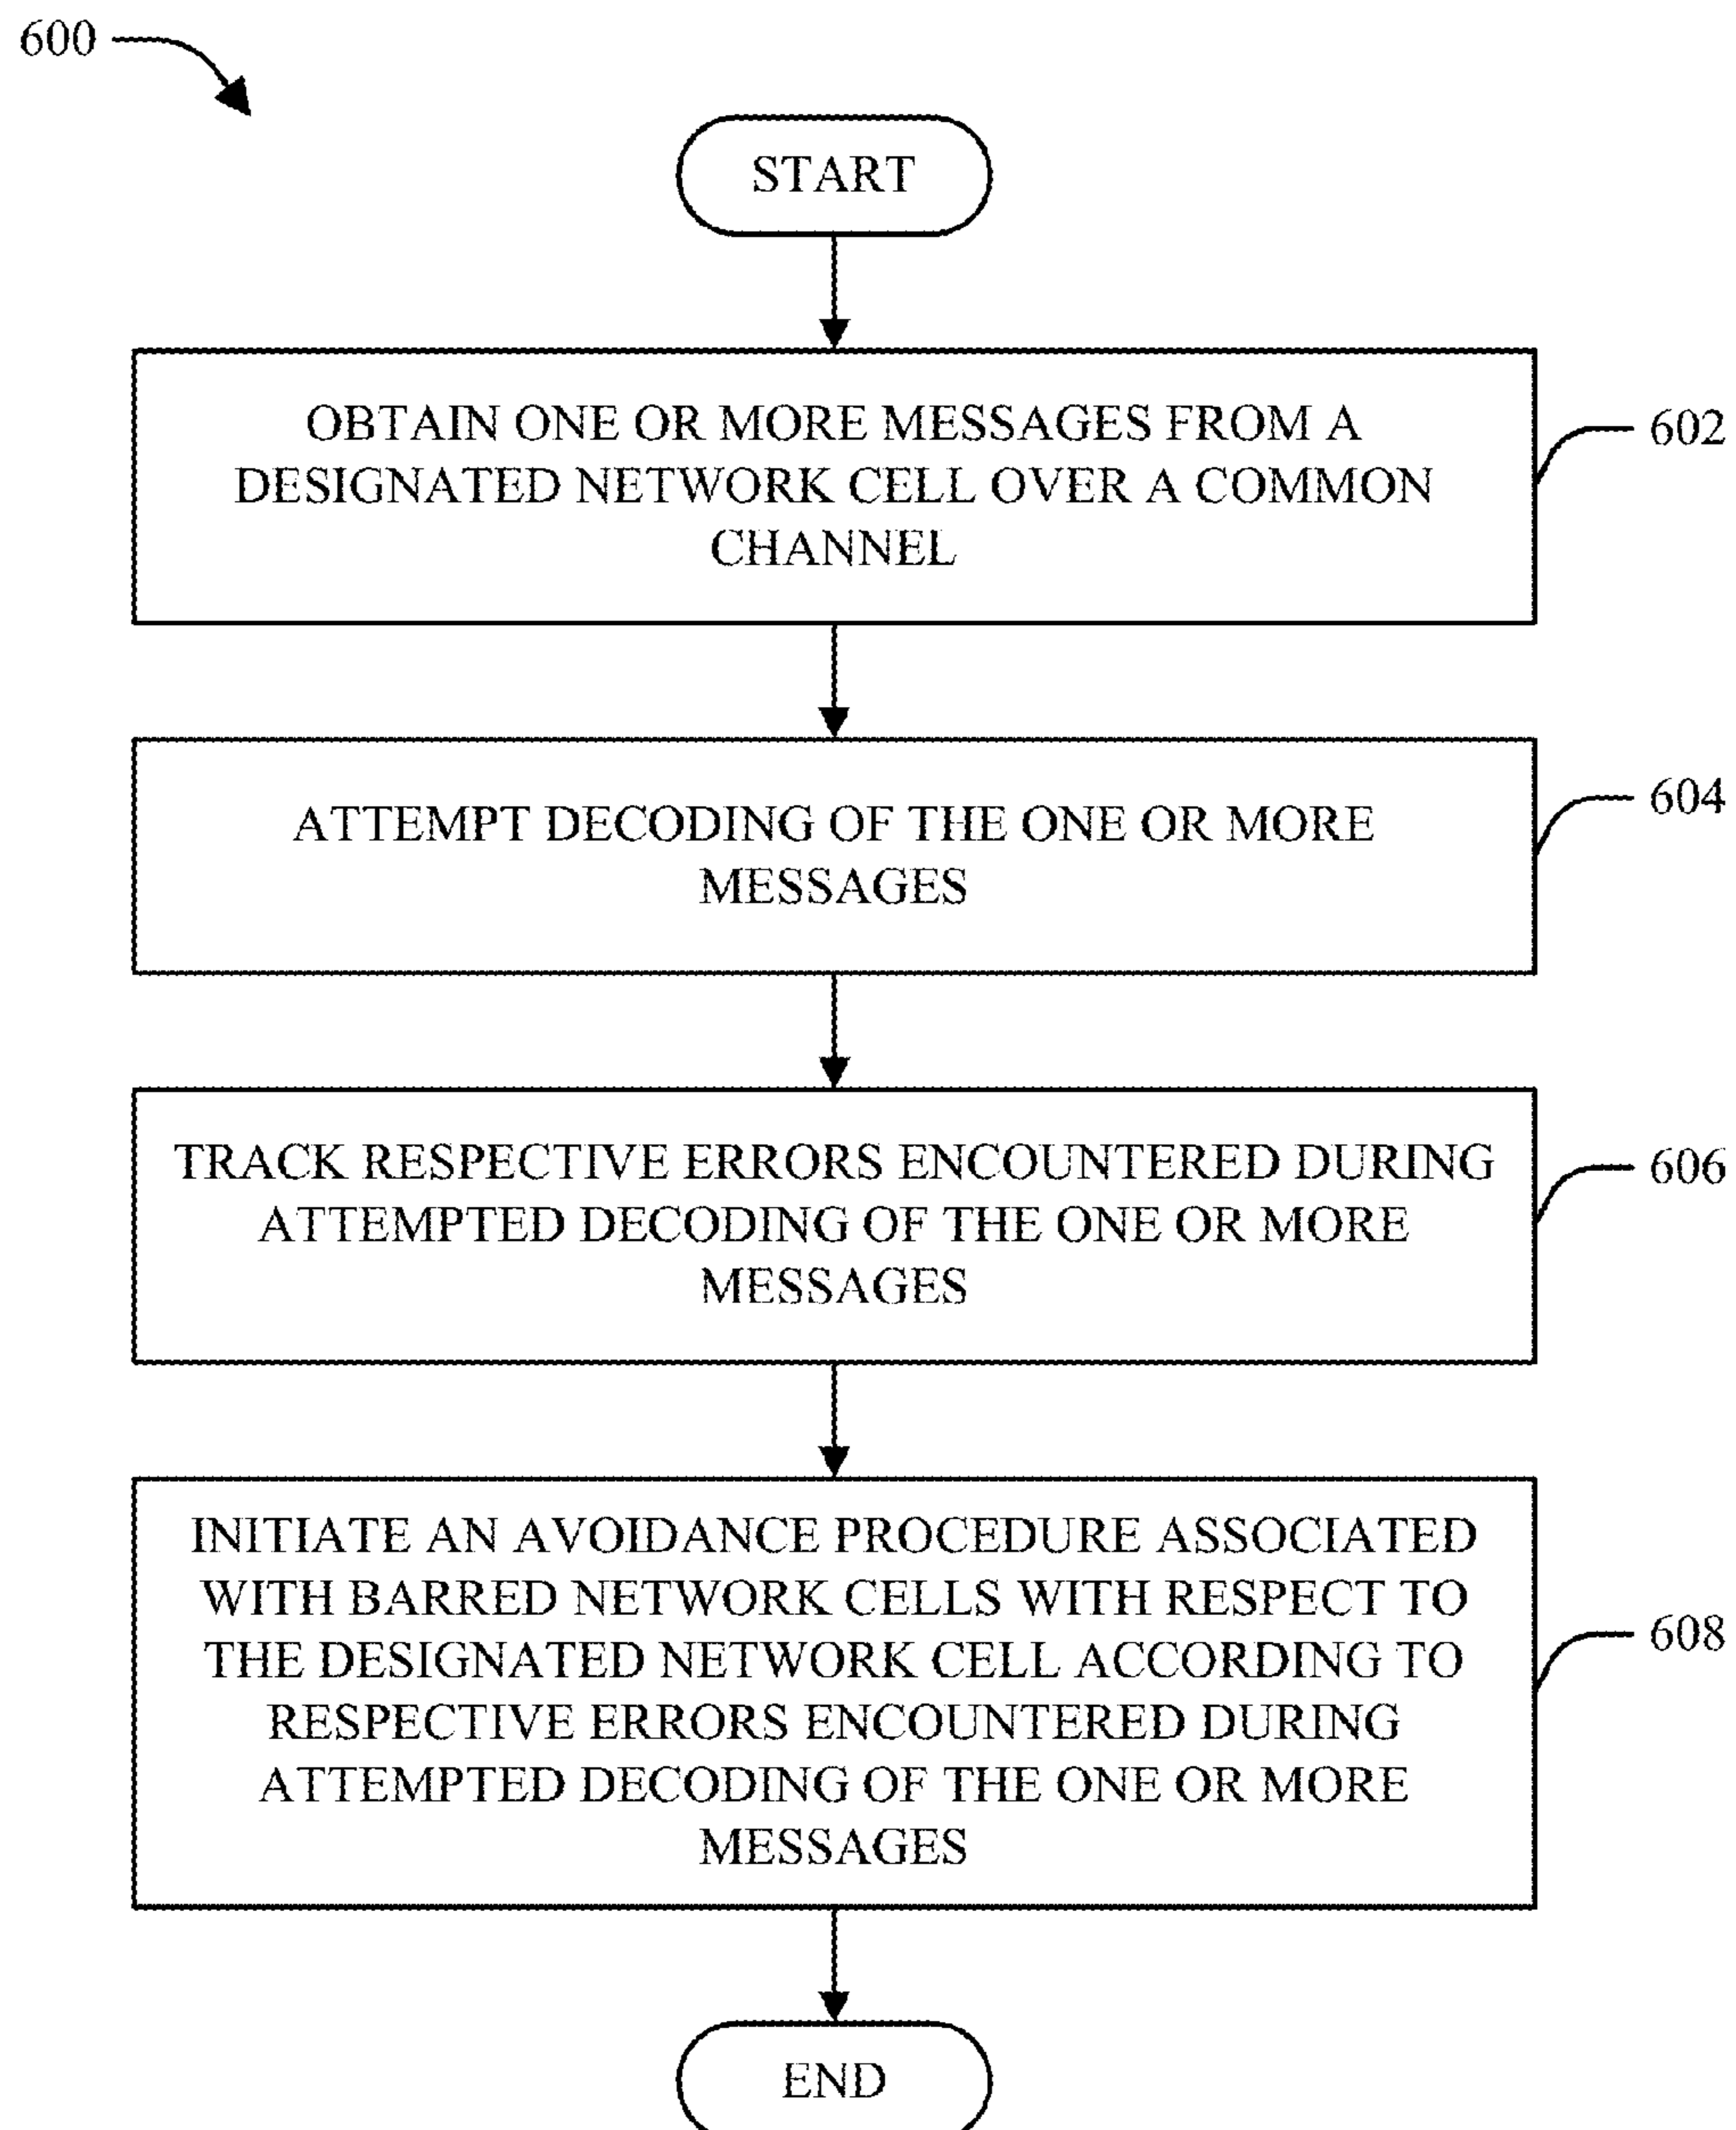 600
START
OBTAIN ONE OR MORE MESSAGES FROM A
DESIGNATED NETWORK CELL OVER A COMMON
CHANNEL
602
ATTEMPT DECODING OF THE ONE OR MORE
MESSAGES
604
TRACK RESPECTIVE ERRORS ENCOUNTERED DURING
ATTEMPTED DECODING OF THE ONE OR MORE
MESSAGES
606
INITIATE AN AVOIDANCE PROCEDURE ASSOCIATED
WITH BARRED NETWORK CELLS WITH RESPECT TO
THE DESIGNATED NETWORK CELL ACCORDING TO
RESPECTIVE ERRORS ENCOUNTERED DURING
ATTEMPTED DECODING OF THE ONE OR MORE
MESSAGES
608
END